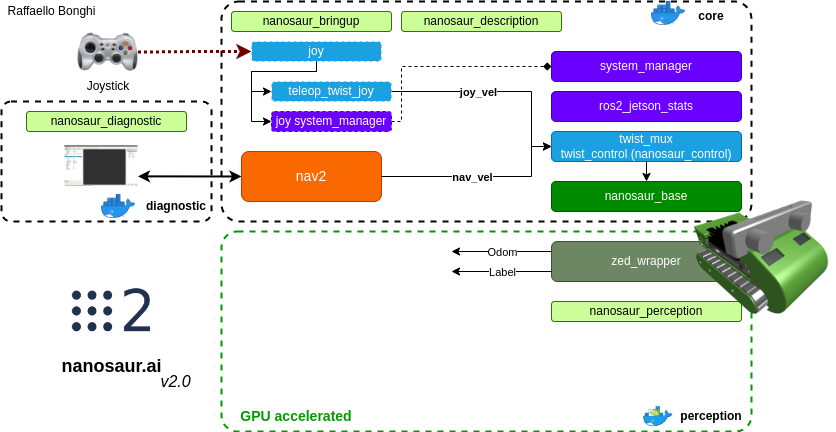 Raffaello Bonghi
Joystick
nanosaur_diagnostic
diagnostic
nanosaur_bringup
nanosaur_description
core
joy
teleop_twist_joy
joy system_manager
joy_vel
nav2
nav_vel
system_manager
ros2_jetson_stats
twist_mux
twist_control (nanosaur_control)
nanosaur_base
Odom
Label
zed_wrapper
nanosaur_perception
GPU accelerated
perception
2
nanosaur.ai
v2.0